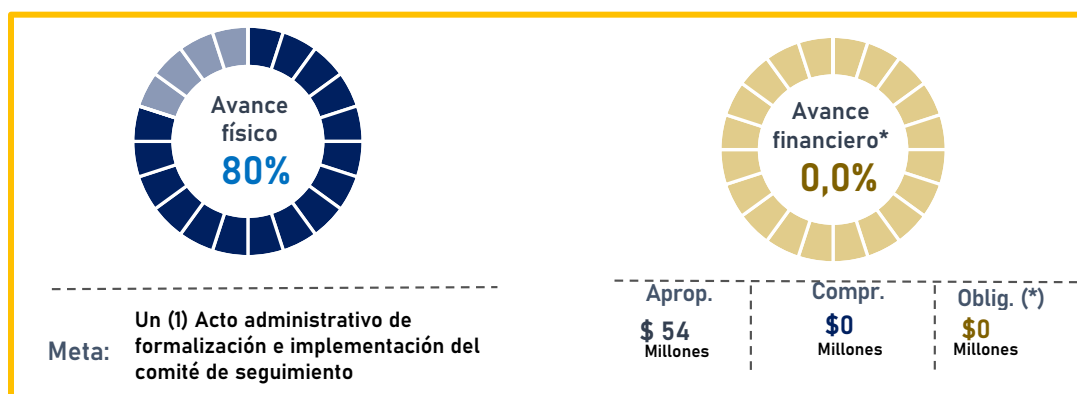 Avance
físico
80%
Meta:
Un (1) Acto administrativo de
formalización e implementación del
comité de seguimiento
Avance
financiero*
0,0%
Aprop.
$ 54
Millones
Compr.
$0
Millones
Oblig. (*)
$0
Millones